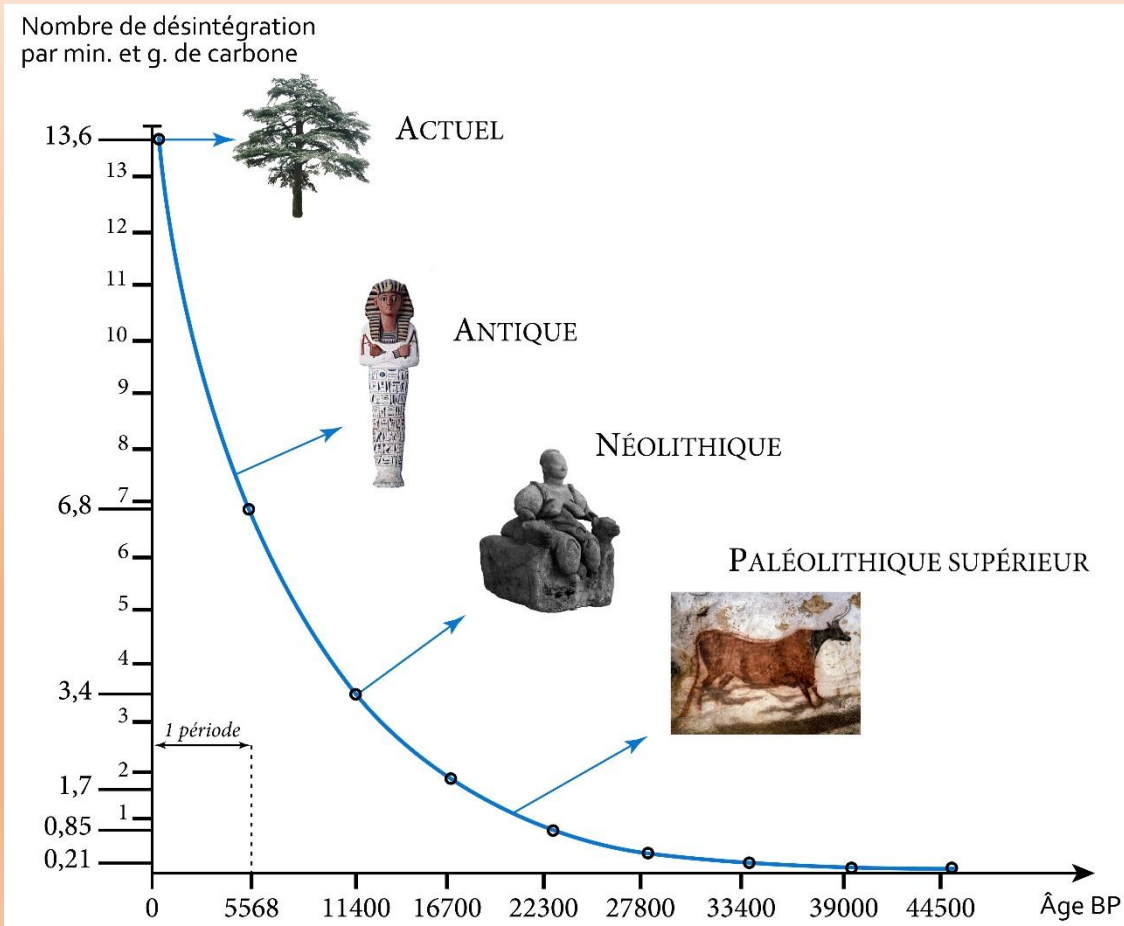 Nombre de désintégration
par min. et g. de carbone
13,6
ACTUEL
13
12
11
10
ANTIQUE
9
8
NÉOLITHIQUE
7
6,8
6
PALÉOLITHIQUE SUPÉRIEUR
5
4
3,4
3
1 période
2
1,7
1
0,85
0,21
0 5568 11400 16700 22300 27800 33400 39000 44500 Âge BP